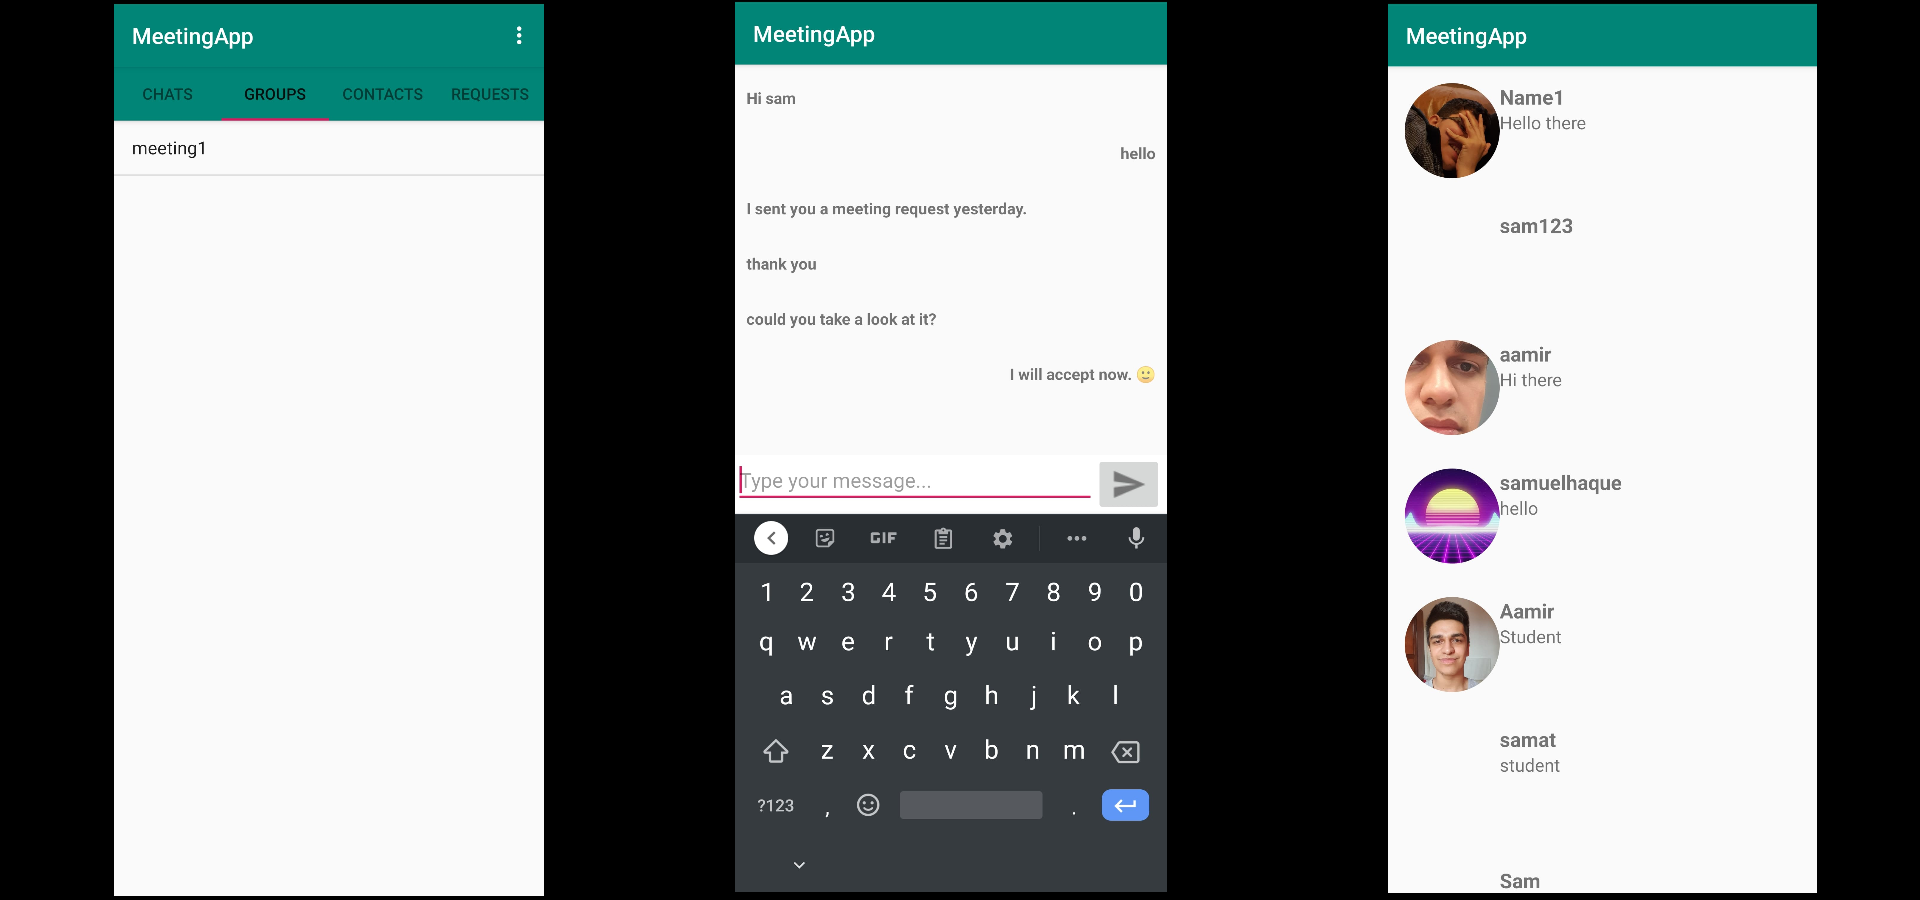 MeetingApp
CHATS GROUPS CONTACTS REQUESTS
meeting1
MeetingApp
Hi sam
hello
I sent you a meeting request yesterday.
thank you
could you take a look at it?
I will accept now. 🙂
Type your message...
GIF
1 2 3 4 5 6 7 8 9 0
q w e r t y u i o p
a s d f g h j k l
z x c v b n m
?123 , .
MeetingApp
Name1
Hello there
sam123
aamir
Hi there
samuelhaque
hello
Aamir
Student
samat
student
Sam